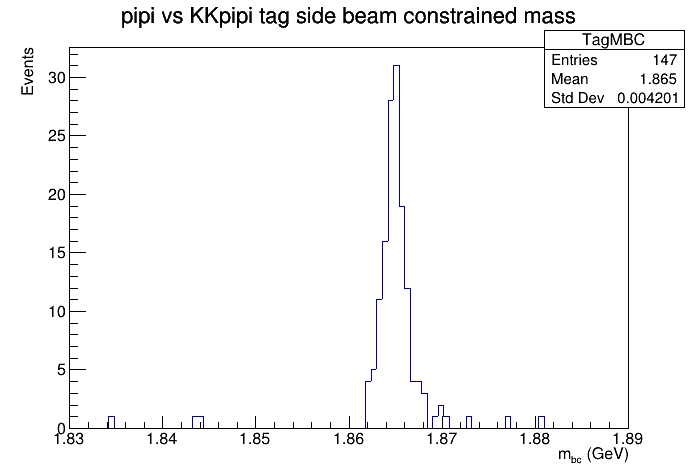 pipi vs KKpipi tag side beam constrained mass
TagMBC
Entries 147
Mean 1.865
Std Dev 0.004201
Events
30
25
20
15
10
5
0
1.83 1.84 1.85 1.86 1.87 1.88 1.89
m_bc (GeV)